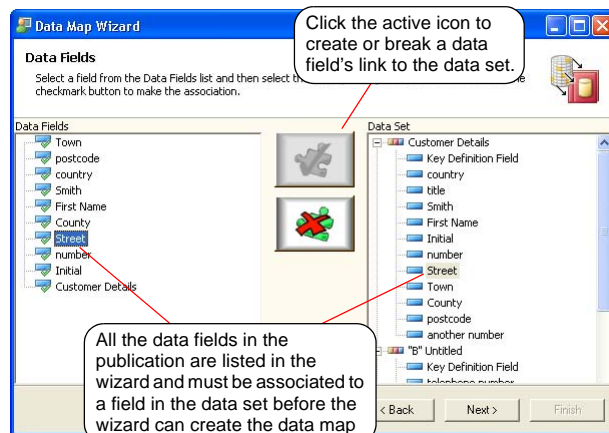 Data Map Wizard
Click the active icon to
create or break a data
field's link to the data set.
Data Fields
Select a field from the Data Fields list and then select th
checkmark button to make the association.
Data Fields
Town
postcode
country
Smith
First Name
County
Street
number
Initial
Customer Details
Data Set
Customer Details
Key Definition Field
country
title
Smith
First Name
Initial
number
Street
Town
County
postcode
another number
"B" Untitled
Key Definition Field
telephone number
All the data fields in the
publication are listed in the
wizard and must be associated to
a field in the data set before the
wizard can create the data map
< Back
Next >
Finish